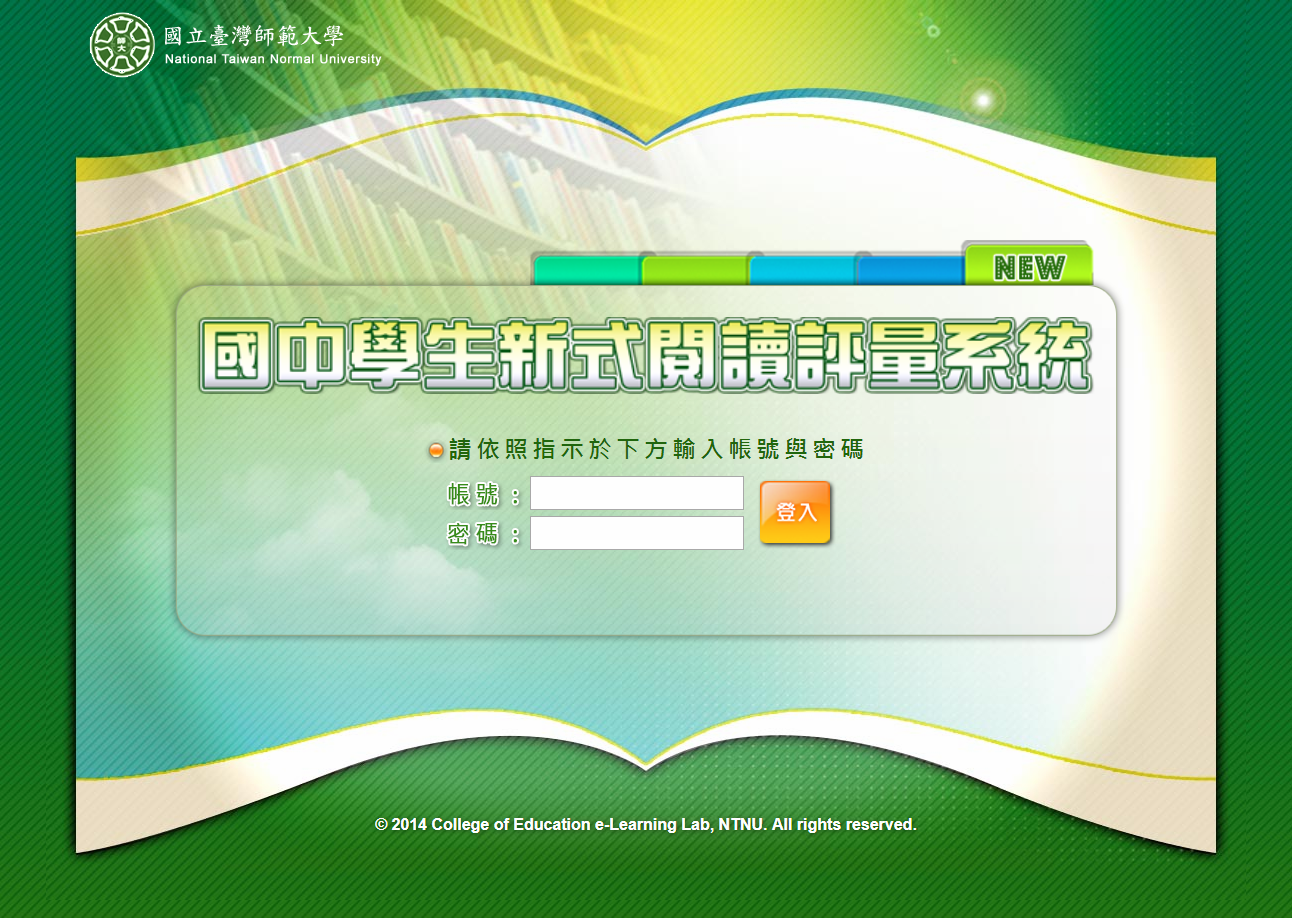 國立臺灣師範大學
National Taiwan Normal University
NEW
國中學生新式閱讀評量系統
請依照指示於下方輸入帳號與密碼
帳號：
密碼：
登入
© 2014 College of Education e-Learning Lab, NTNU. All rights reserved.